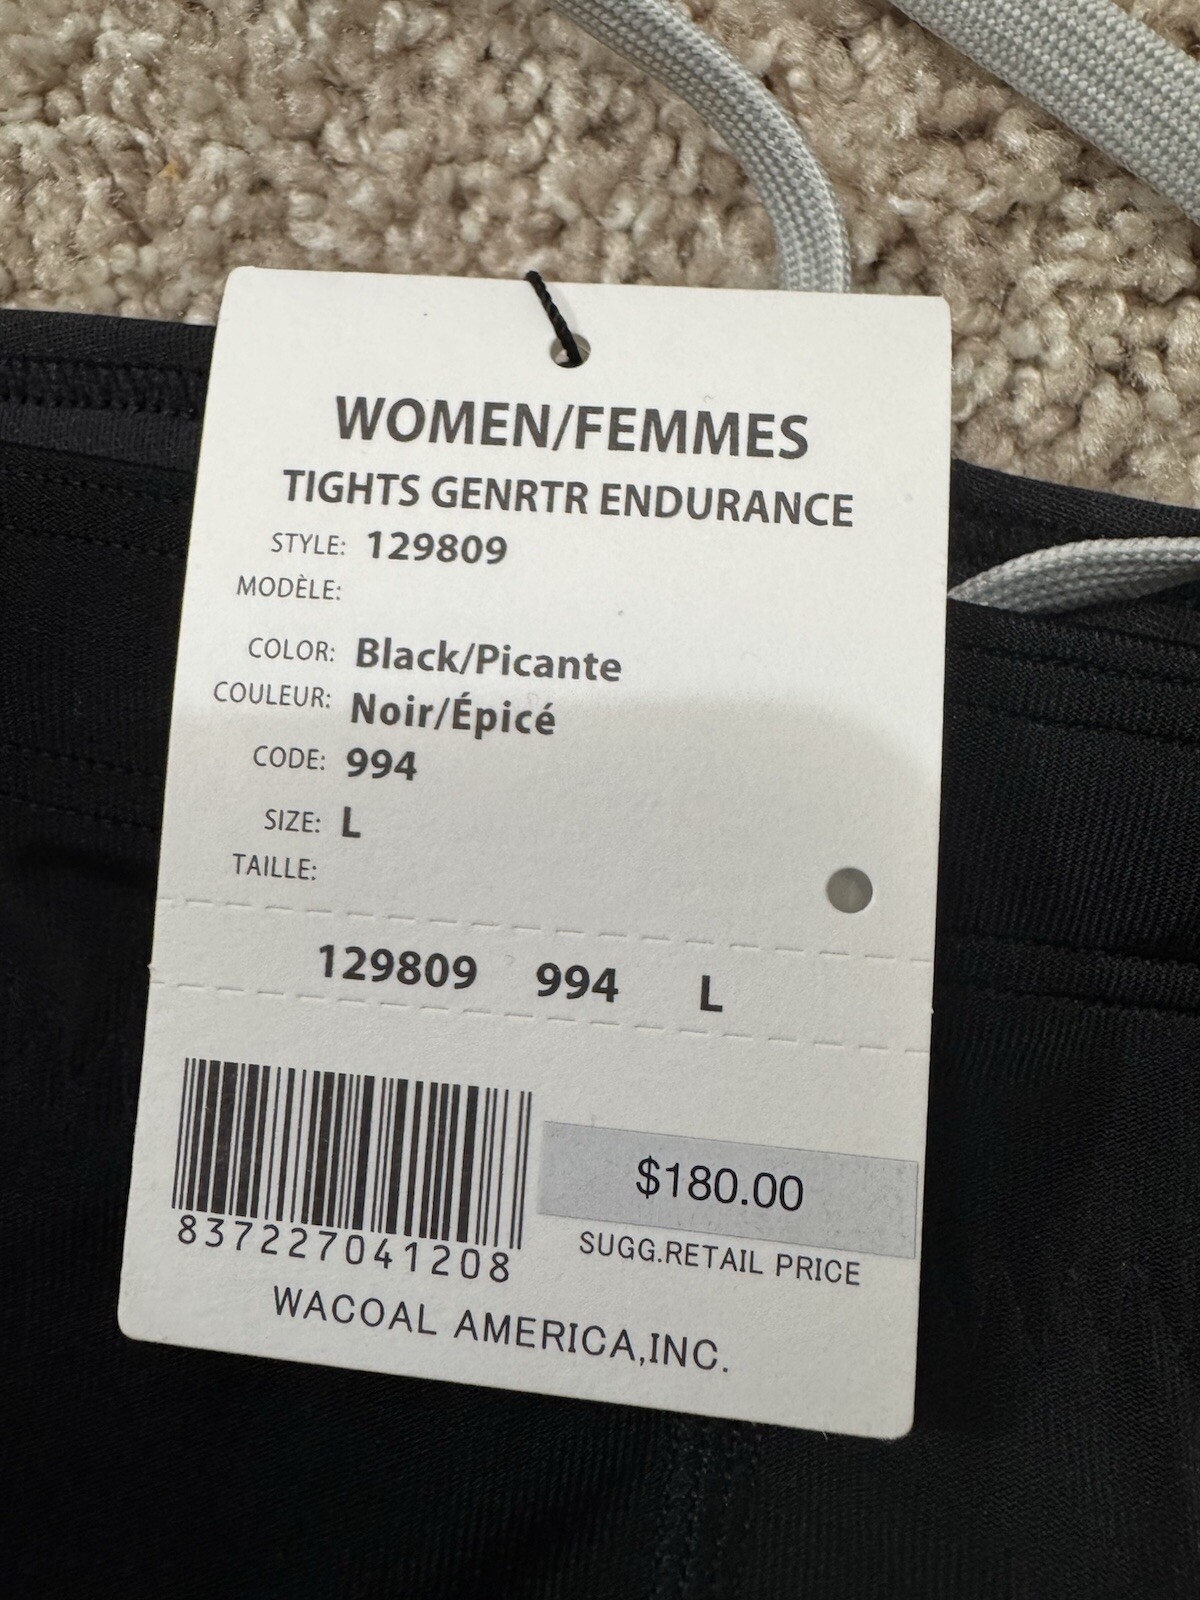 WOMEN/FEMMES
TIGHTS GENRTR ENDURANCE
STYLE: 129809
MODÈLE:
COLOR: Black/Picante
COULEUR: Noir/Épicé
CODE: 994
SIZE: L
TAILLE:
129809 994 L
$180.00
837227041208
SUGG.RETAIL PRICE
WACOAL AMERICA,INC.